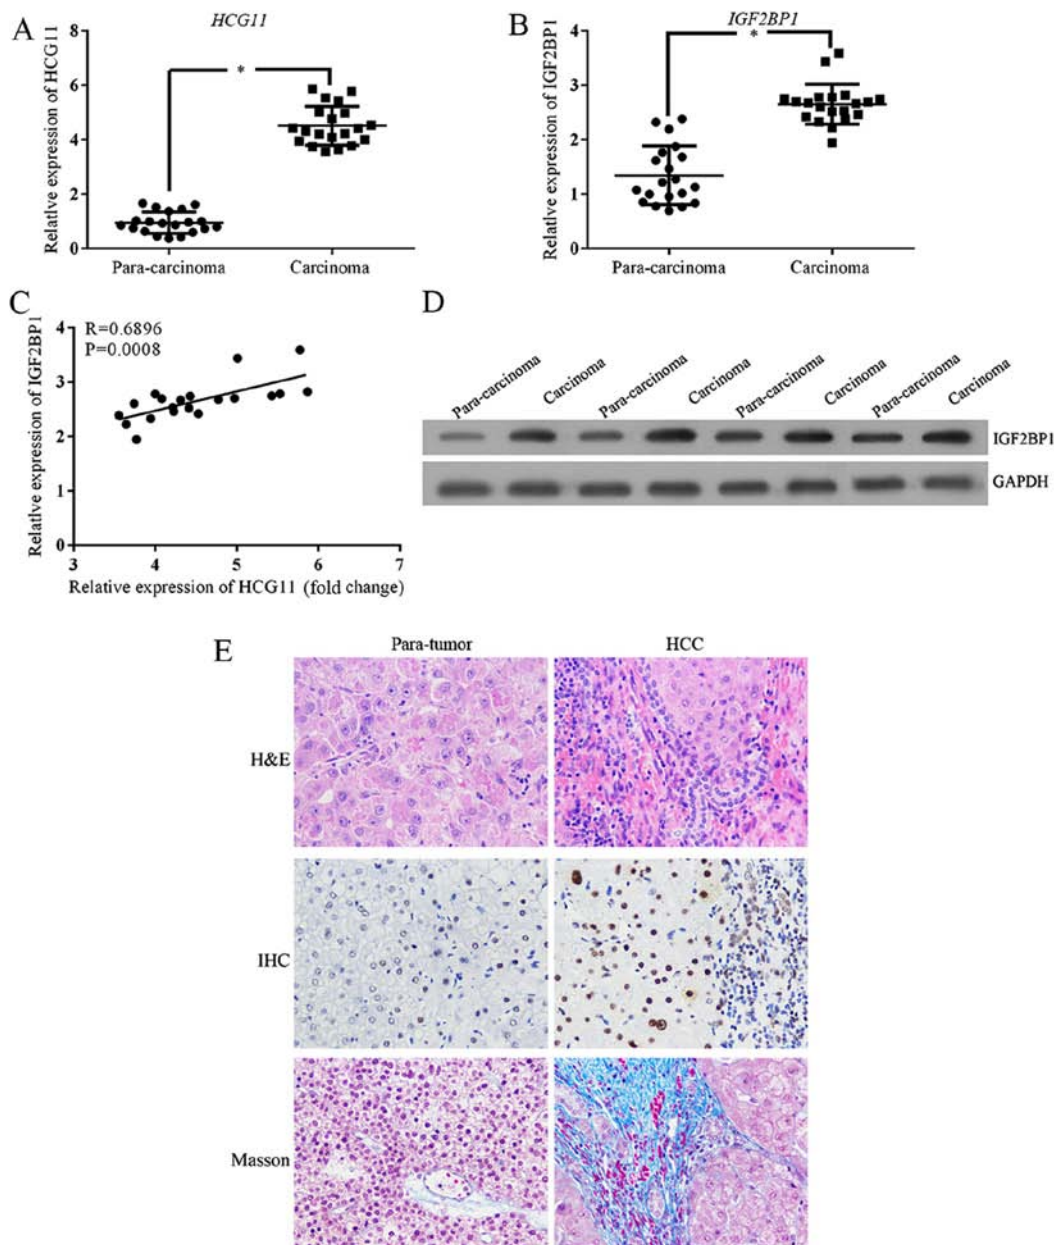 A
HCG11
Relative expression of HCG11
8
6
4
2
0
*
Para-carcinoma
Carcinoma
B
IGF2BP1
Relative expression of IGF2BP1
4
3
2
1
0
*
Para-carcinoma
Carcinoma
C
R=0.6896
P=0.0008
Relative expression of IGF2BP1
4
3
2
1
0
3
4
5
6
7
Relative expression of HCG11 (fold change)
D
Para-carcinoma
Carcinoma
Para-carcinoma
Carcinoma
Para-carcinoma
Carcinoma
Para-carcinoma
Carcinoma
IGF2BP1
GAPDH
E
Para-tumor
HCC
H&E
IHC
Masson